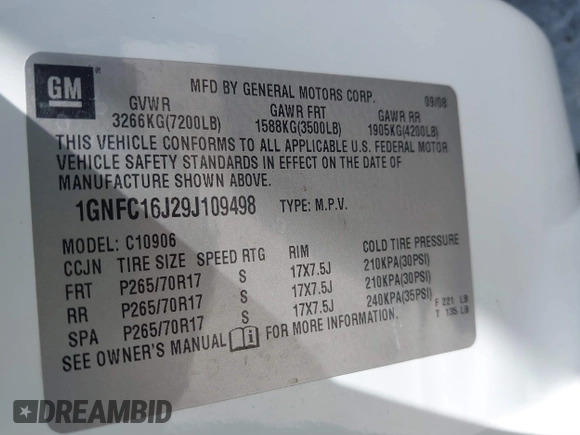 GM
MFD BY GENERAL MOTORS CORP. 09/08
GVWR GAWR FRT GAWR RR
3266KG(7200LB) 1588KG(3500LB) 1905KG(4200LB)
THIS VEHICLE CONFORMS TO ALL APPLICABLE U.S. FEDERAL MOTOR
VEHICLE SAFETY STANDARDS IN EFFECT ON THE DATE OF
MANUFACTURE SHOWN ABOVE.
1GNFC16J29J109498 TYPE: M.P.V.
MODEL: C10906
CCJN TIRE SIZE SPEED RTG RIM COLD TIRE PRESSURE
FRT P265/70R17 S 17X7.5J 210KPA(30PSI)
RR P265/70R17 S 17X7.5J 210KPA(30PSI)
SPA P265/70R17 S 17X7.5J 240KPA(35PSI)
F 221 LB
T 135 LB
SEE OWNER'S MANUAL FOR MORE INFORMATION.
DREAMBID